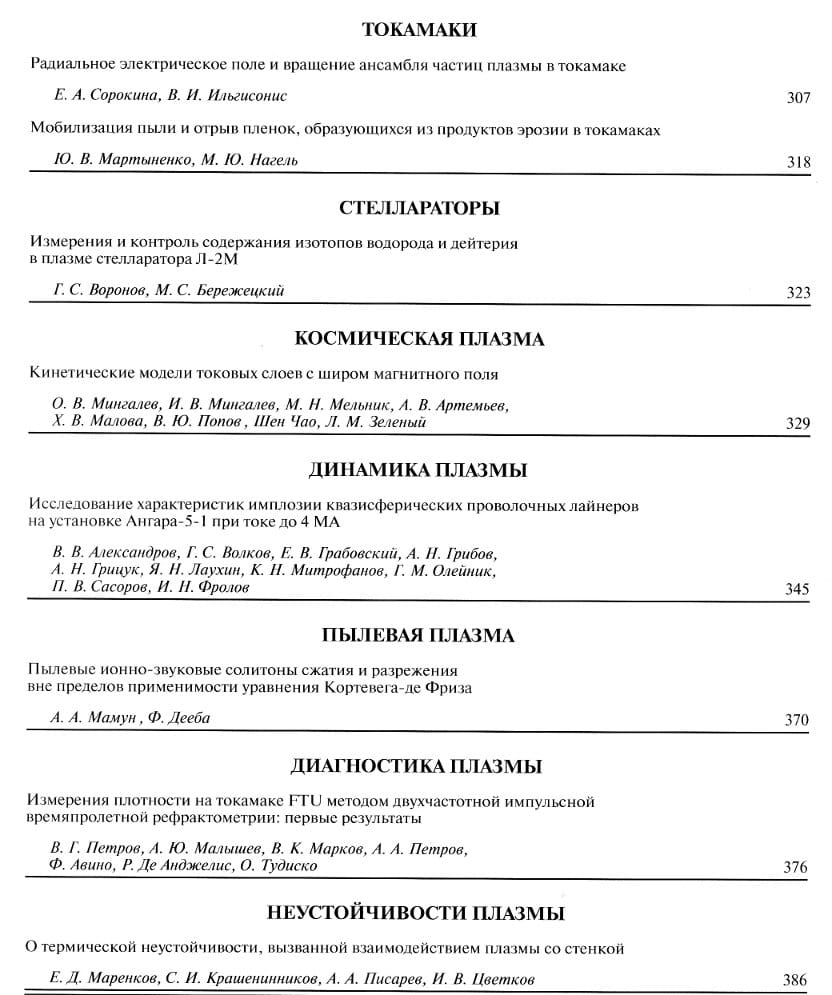 ТОКАМАКИ
Радиальное электрическое поле и вращение ансамбля частиц плазмы в токамаке
Е. А. Сорокина, В. И. Ильгисонис 307
Мобилизация пыли и отрыв пленок, образующихся из продуктов эрозии в токамаках
Ю. В. Мартыненко, М. Ю. Нагель 318
СТЕЛЛАРАТОРЫ
Измерения и контроль содержания изотопов водорода и дейтерия
в плазме стелларатора Л-2М
Г. С. Воронов, М. С. Бережецкий 323
КОСМИЧЕСКАЯ ПЛАЗМА
Кинетические модели токовых слоев с широм магнитного поля
О. В. Мингалев, И. В. Мингалев, М. Н. Мельник, А. В. Артемьев,
Х. В. Малова, В. Ю. Попов , Шен Чао, Л. М. Зеленый 329
ДИНАМИКА ПЛАЗМЫ
Исследование характеристик имплозии квазисферических проволочных лайнеров
на установке Ангара-5-1 при токе до 4 МА
В. В. Александров, Г. С. Волков, Е. В. Грабовский, А. Н. Грибов,
А. Н. Грицук, Я. Н. Лаухин, К. Н. Митрофанов, Г. М. Олейник,
П. В. Сасоров, И. Н. Фролов 345
ПЫЛЕВАЯ ПЛАЗМА
Пылевые ионно-звуковые солитоны сжатия и разрежения
вне пределов применимости уравнения Кортевега-де Фриза
А. А. Мамун , Ф. Дееба 370
ДИАГНОСТИКА ПЛАЗМЫ
Измерения плотности на токамаке FTU методом двухчастотной импульсной
времяпролетной рефрактометрии: первые результаты
В. Г. Петров, А. Ю. Малышев, В. К. Марков, А. А. Петров,
Ф. Авино, Р. Де Анджелис, О. Тудиско 376
НЕУСТОЙЧИВОСТИ ПЛАЗМЫ
О термической неустойчивости, вызванной взаимодействием плазмы со стенкой
Е. Д. Маренков, С. И. Крашенинников, А. А. Писарев, И. В. Цветков 386